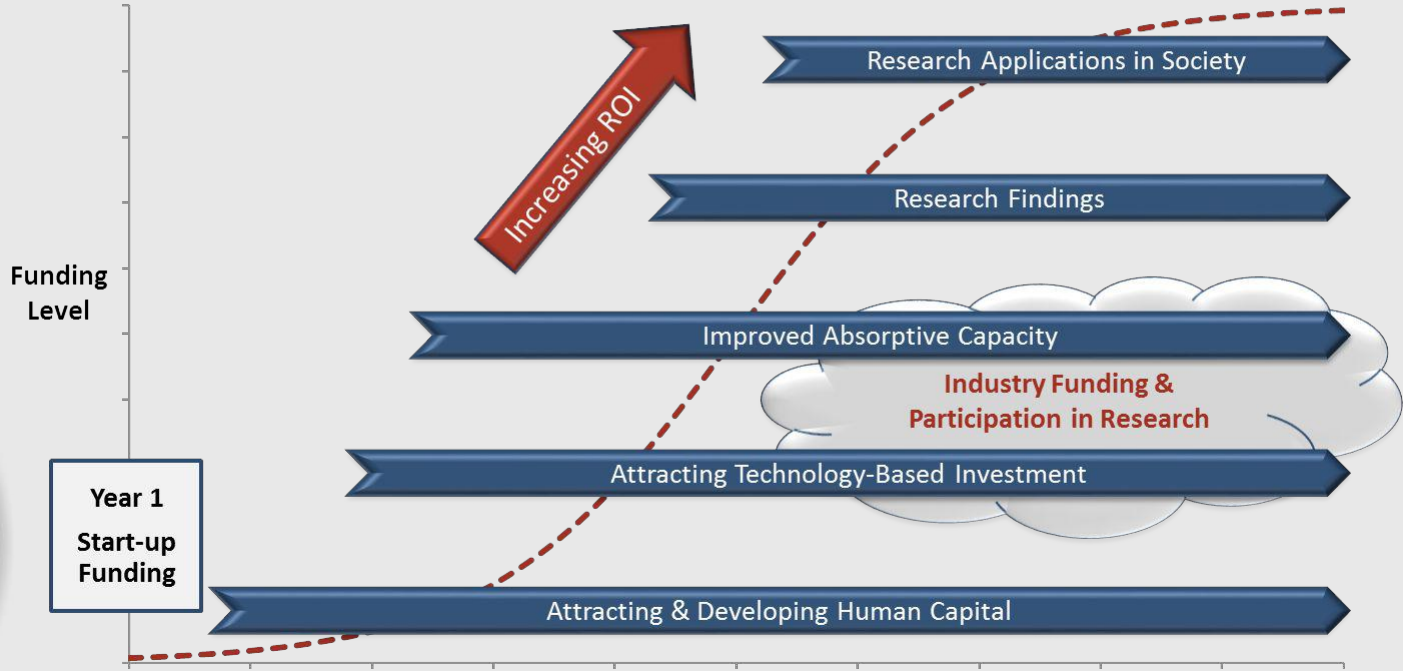 Research Applications in Society
Increasing ROI
Research Findings
Funding
Level
Improved Absorptive Capacity
Industry Funding &
Participation in Research
Attracting Technology-Based Investment
Year 1
Start-up
Funding
Attracting & Developing Human Capital